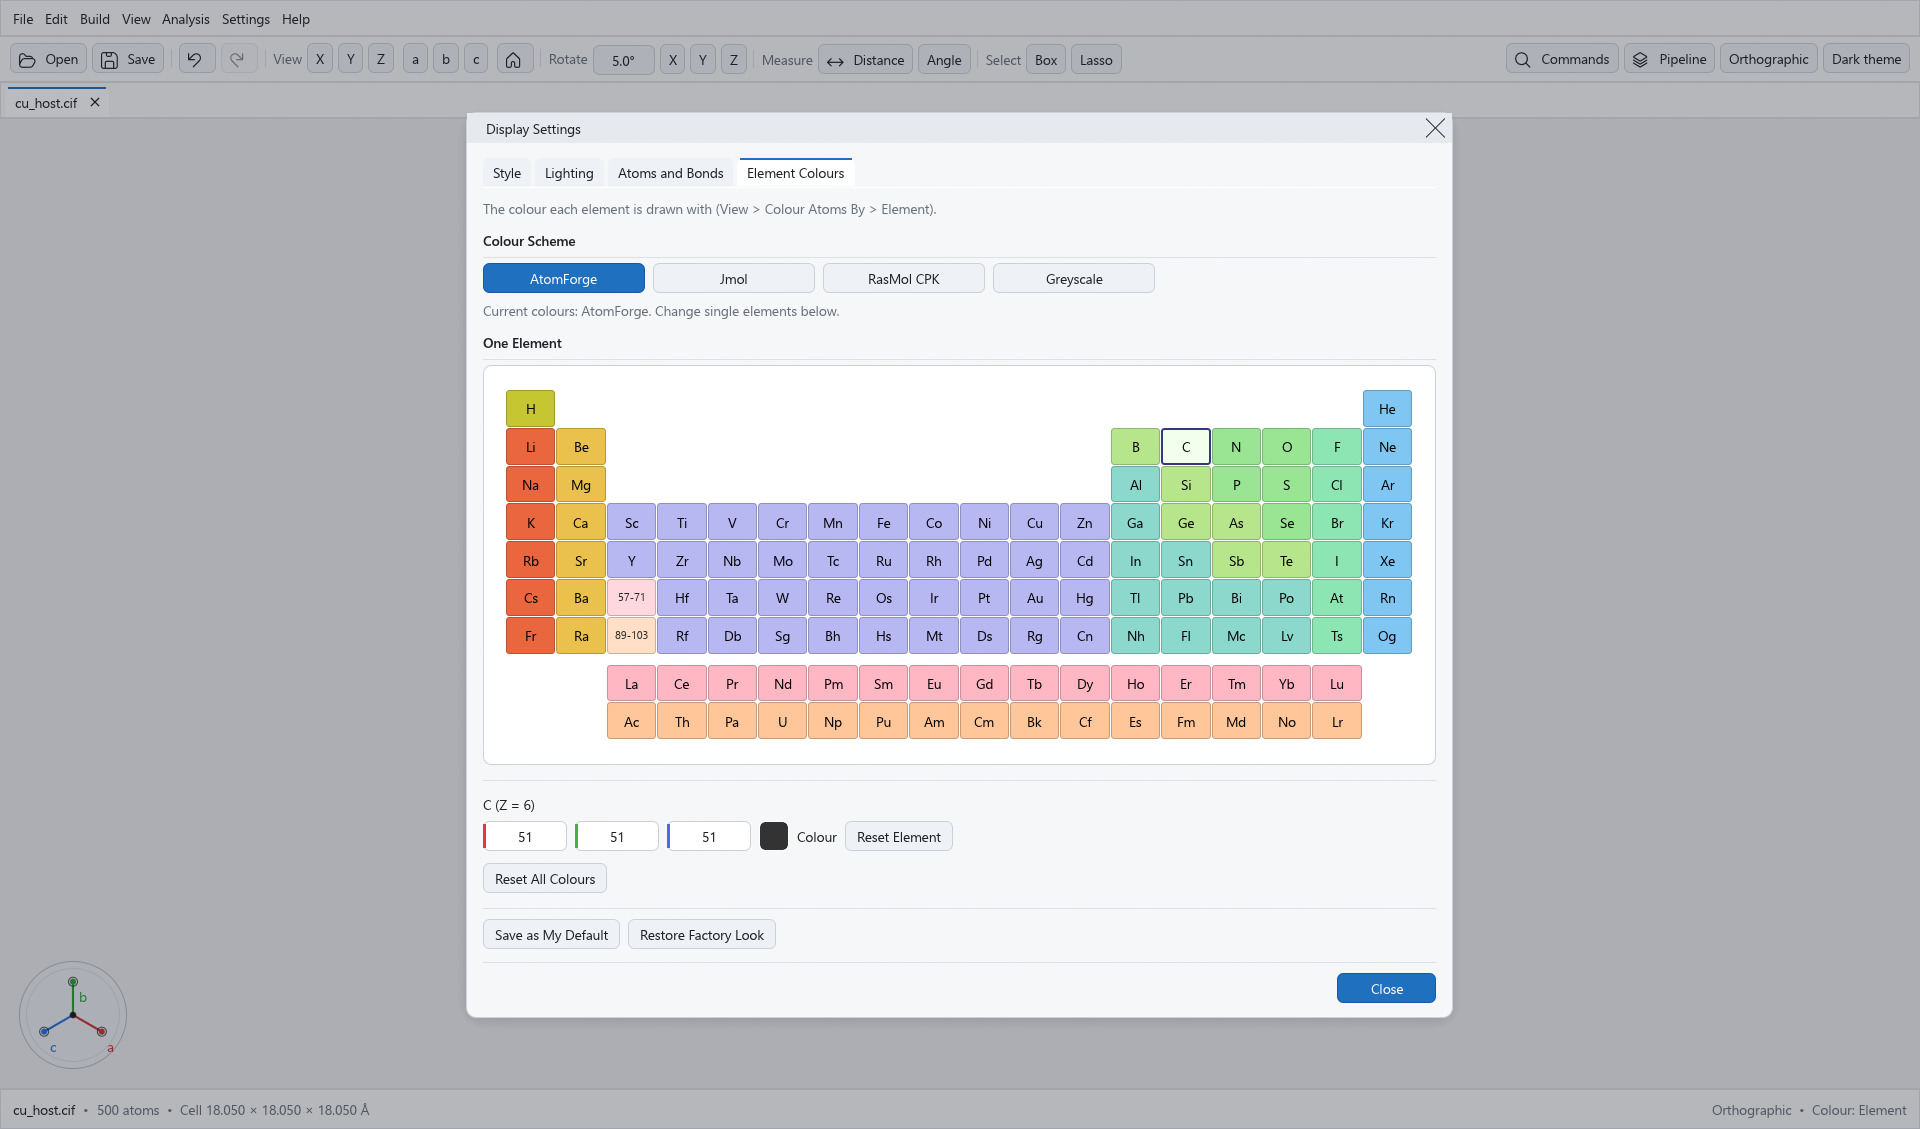 File Edit Build View Analysis Settings Help
Open Save View X Y Z a b c Rotate 5.0° X Y Z Measure Distance Angle Select Box Lasso Commands Pipeline Orthographic Dark theme
cu_host.cif
Display Settings
Style Lighting Atoms and Bonds Element Colours
The colour each element is drawn with (View > Colour Atoms By > Element).
Colour Scheme
AtomForge Jmol RasMol CPK Greyscale
Current colours: AtomForge. Change single elements below.
One Element
H He
Li Be B C N O F Ne
Na Mg Al Si P S Cl Ar
K Ca Sc Ti V Cr Mn Fe Co Ni Cu Zn Ga Ge As Se Br Kr
Rb Sr Y Zr Nb Mo Tc Ru Rh Pd Ag Cd In Sn Sb Te I Xe
Cs Ba 57-71 Hf Ta W Re Os Ir Pt Au Hg Tl Pb Bi Po At Rn
Fr Ra 89-103 Rf Db Sg Bh Hs Mt Ds Rg Cn Nh Fl Mc Lv Ts Og
La Ce Pr Nd Pm Sm Eu Gd Tb Dy Ho Er Tm Yb Lu
Ac Th Pa U Np Pu Am Cm Bk Cf Es Fm Md No Lr
C (Z = 6)
51 51 51 Colour Reset Element
Reset All Colours
Save as My Default Restore Factory Look
Close
b
c a
cu_host.cif • 500 atoms • Cell 18.050 × 18.050 × 18.050 Å Orthographic • Colour: Element